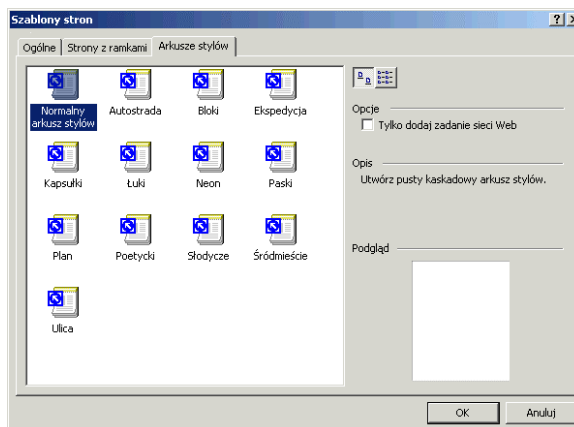 Szablony stron
Ogólne Strony z ramkami Arkusze stylów
Normalny arkusz stylów
Autostrada
Bloki
Ekspedycja
Kapsułki
Łuki
Neon
Paski
Plan
Poetycki
Słodycze
Śródmieście
Ulica
Opcje
Tylko dodaj zadanie sieci Web
Opis
Utwórz pusty kaskadowy arkusz stylów.
Podgląd
OK Anuluj